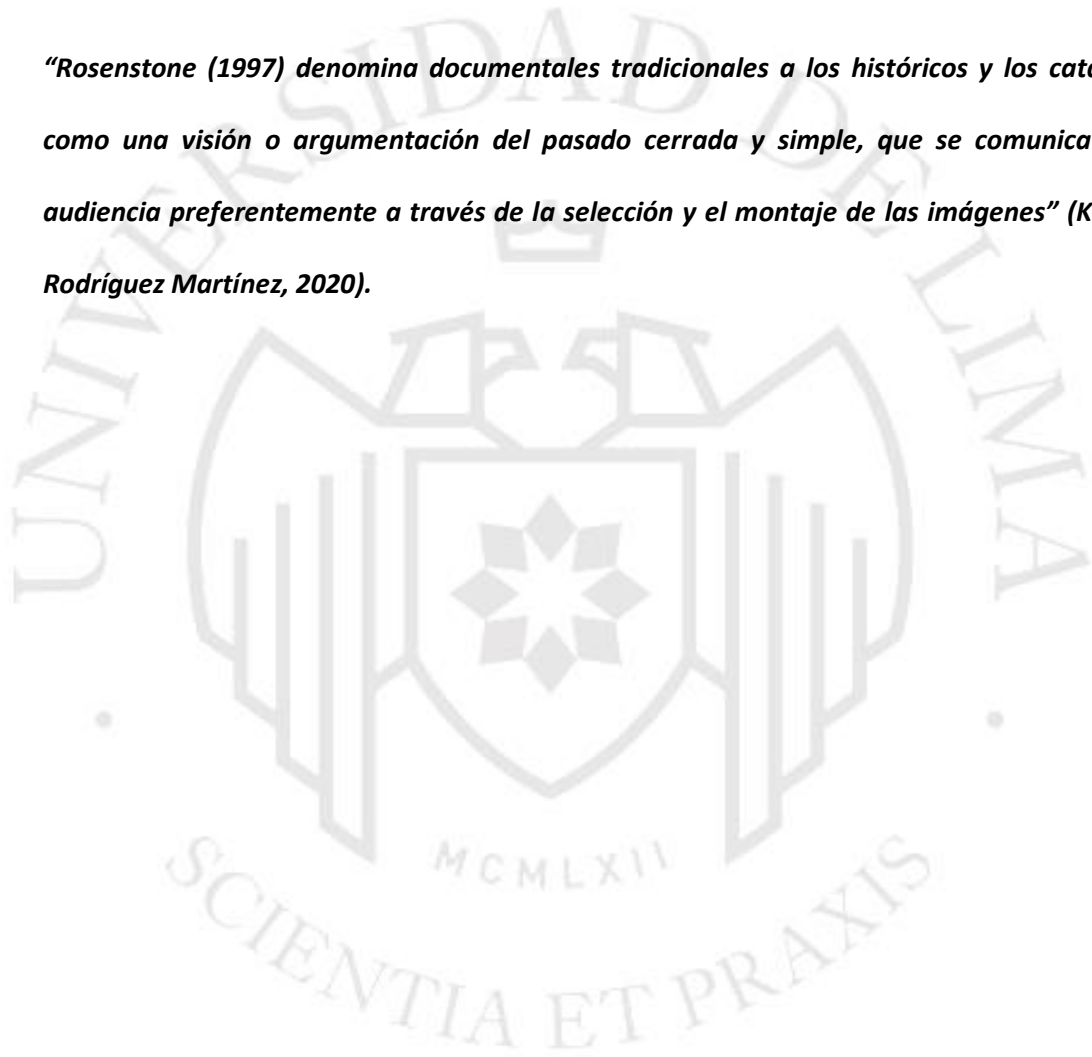 “Rosenstone (1997) denomina documentales tradicionales a los históricos y los
como una visión o argumentación del pasado cerrada y simple, que se comunica
audiencia preferentemente a través de la selección y el montaje de las imágenes”
Rodríguez Martínez, 2020).
UNIVERSIDAD DE LIMA
MCMLXII
SCIENTIA ET PRAXIS